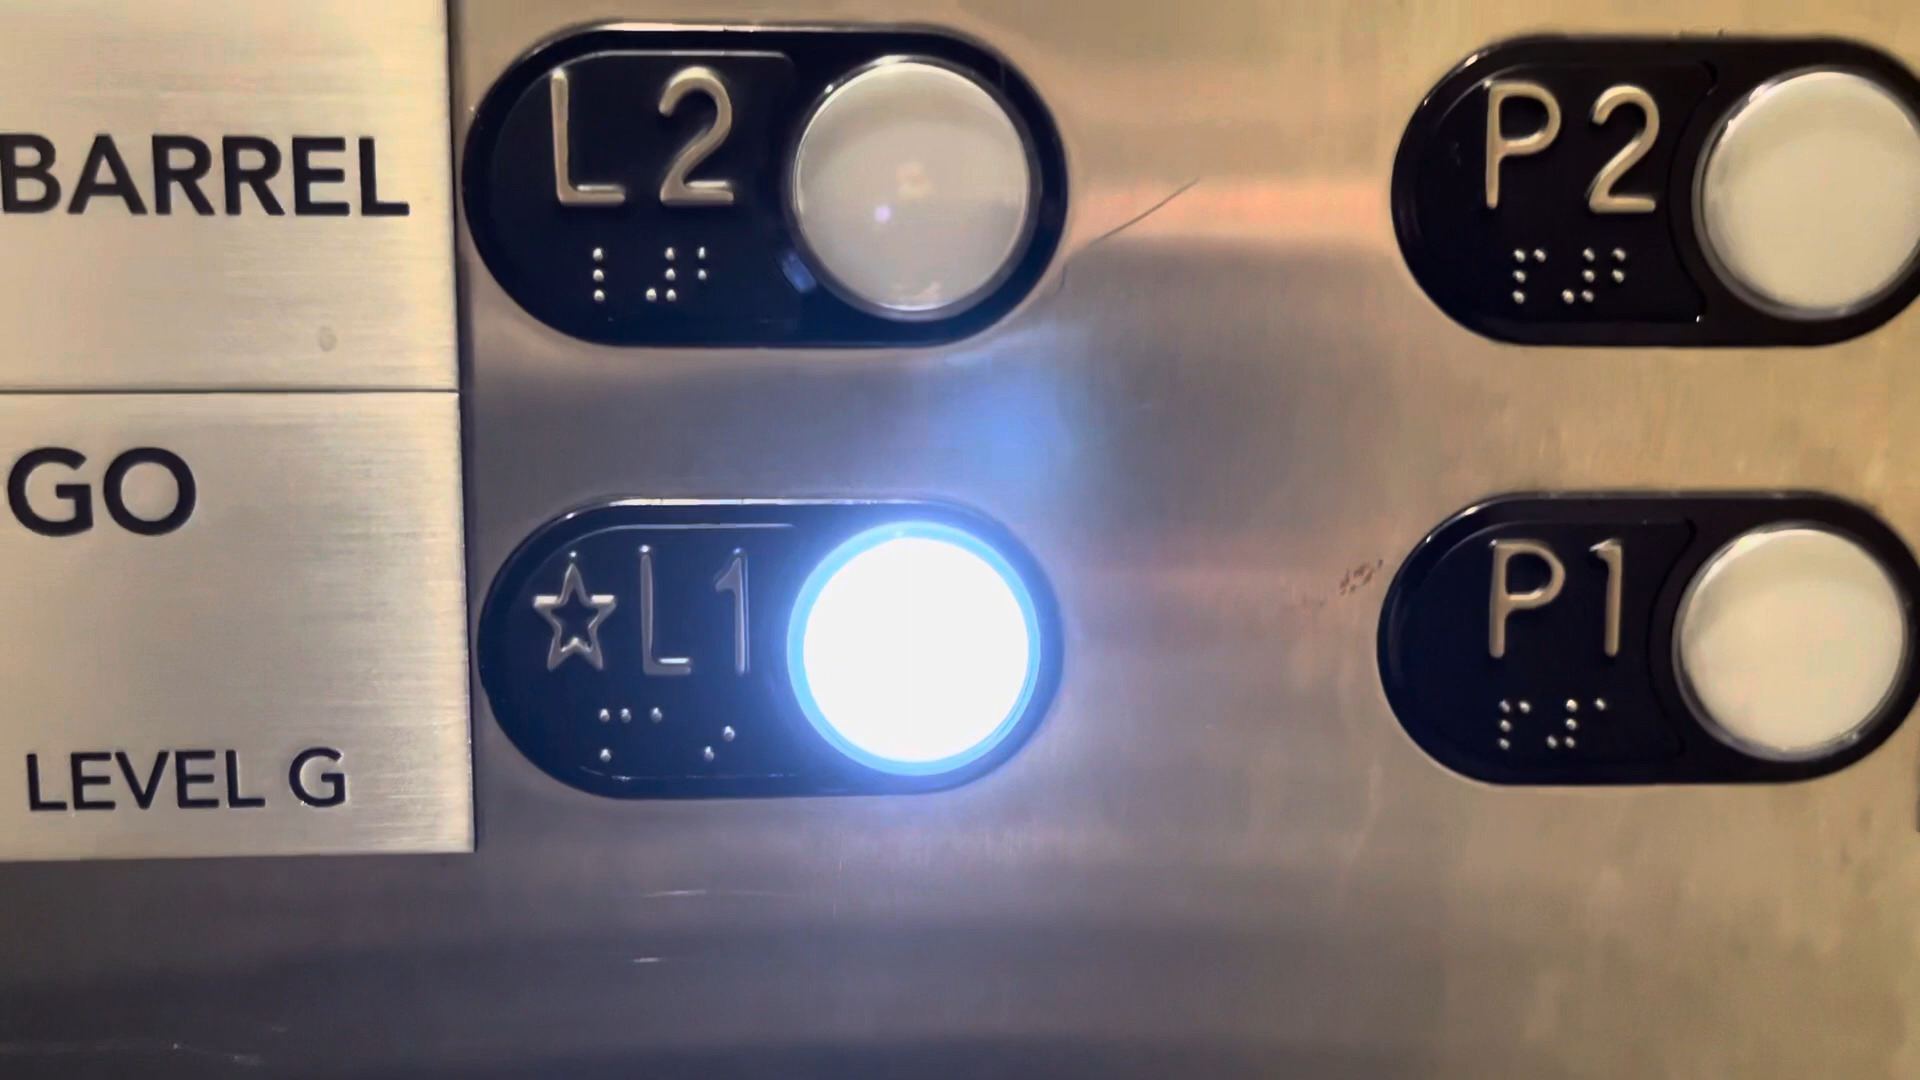 BARREL
L2
⠇ ⠼⠃
P2
⠏ ⠼⠃
GO
☆L1
P1
⠏ ⠼⠁
LEVEL G